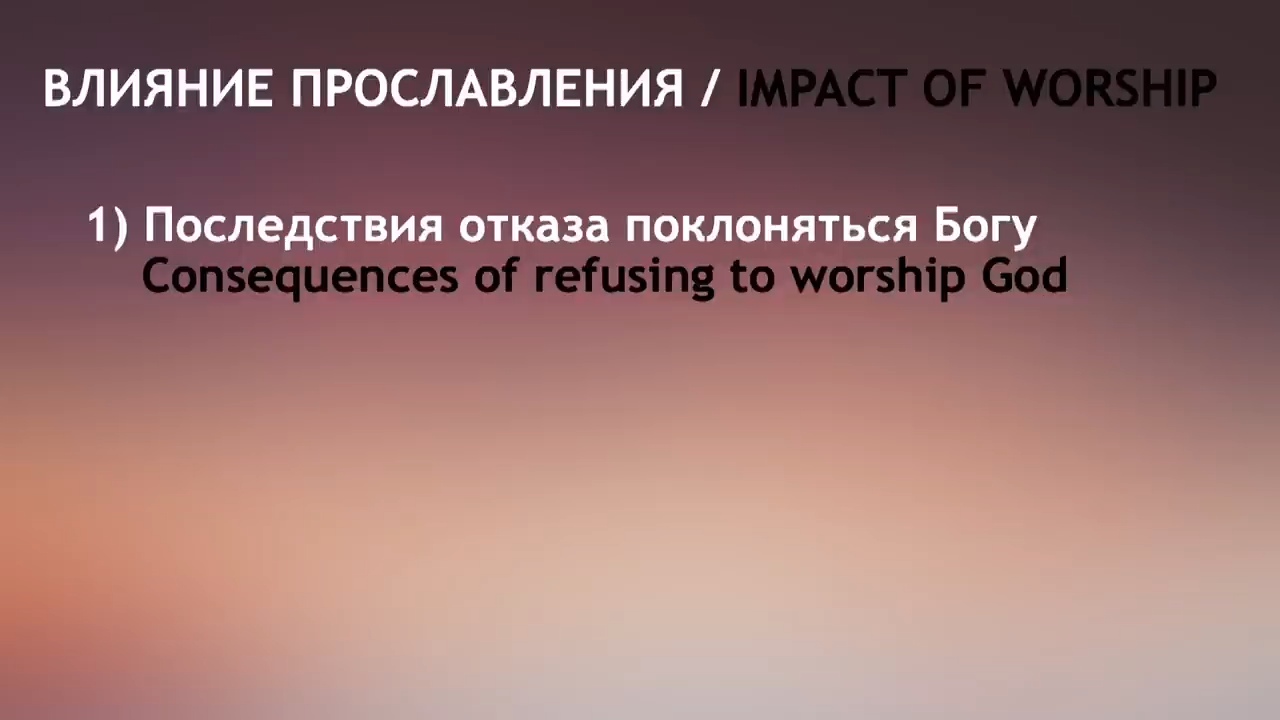 ВЛИЯНИЕ ПРОСЛАВЛЕНИЯ / IMPACT OF WORSHIP
1) Последствия отказа поклоняться Богу
Consequences of refusing to worship God